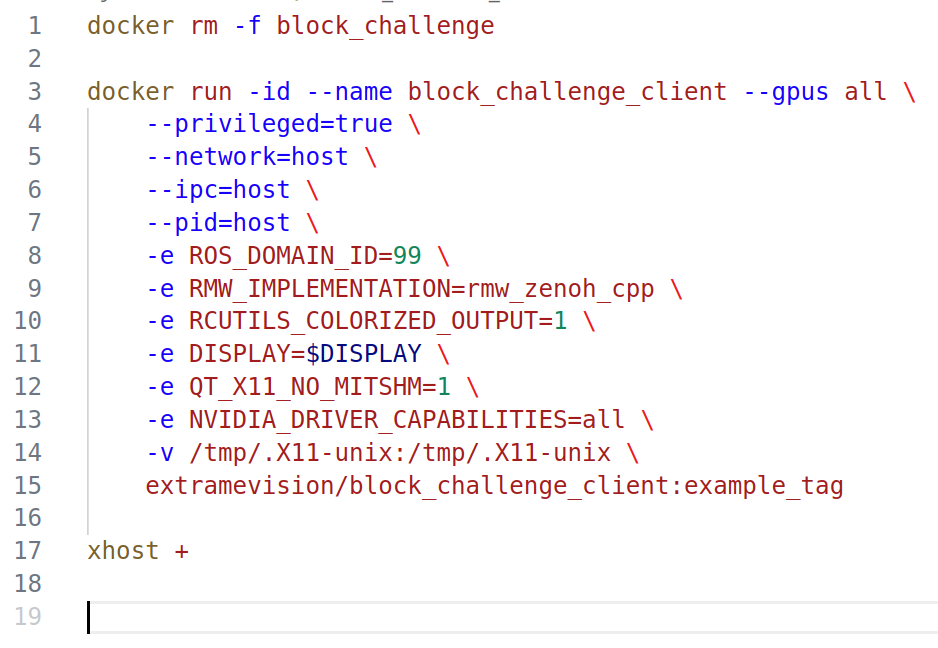 1 docker rm -f block_challenge
2
3 docker run -id --name block_challenge_client --gpus all \
4     --privileged=true \
5     --network=host \
6     --ipc=host \
7     --pid=host \
8     -e ROS_DOMAIN_ID=99 \
9     -e RMW_IMPLEMENTATION=rmw_zenoh_cpp \
10     -e RCUTILS_COLORIZED_OUTPUT=1 \
11     -e DISPLAY=$DISPLAY \
12     -e QT_X11_NO_MITSHM=1 \
13     -e NVIDIA_DRIVER_CAPABILITIES=all \
14     -v /tmp/.X11-unix:/tmp/.X11-unix \
15     extramevision/block_challenge_client:example_tag
16
17 xhost +
18
19